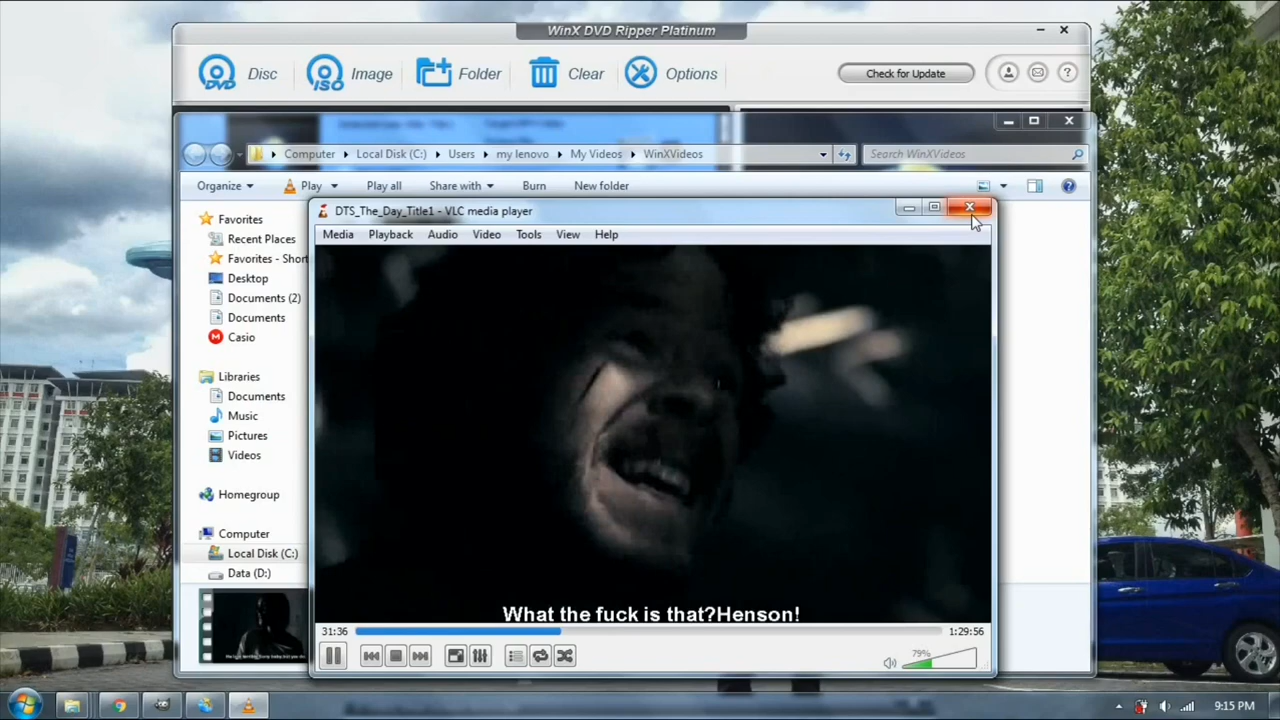 WinX DVD Ripper Platinum
DVD Disc
ISO Image
Folder
Clear
Options
Check for Update
?
Computer Local Disk (C:) Users my lenovo My Videos WinXVideos
Search WinXVideos
Organize Play Play all Share with Burn New folder
Favorites
Recent Places
Favorites - Short
Desktop
Documents (2)
Documents
Casio
Libraries
Documents
Music
Pictures
Videos
Homegroup
Computer
Local Disk (C:)
Data (D:)
DTS_The_Day_Title1 - VLC media player
Media Playback Audio Video Tools View Help
What the fuck is that?Henson!
31:36 1:29:56
79%
9:15 PM